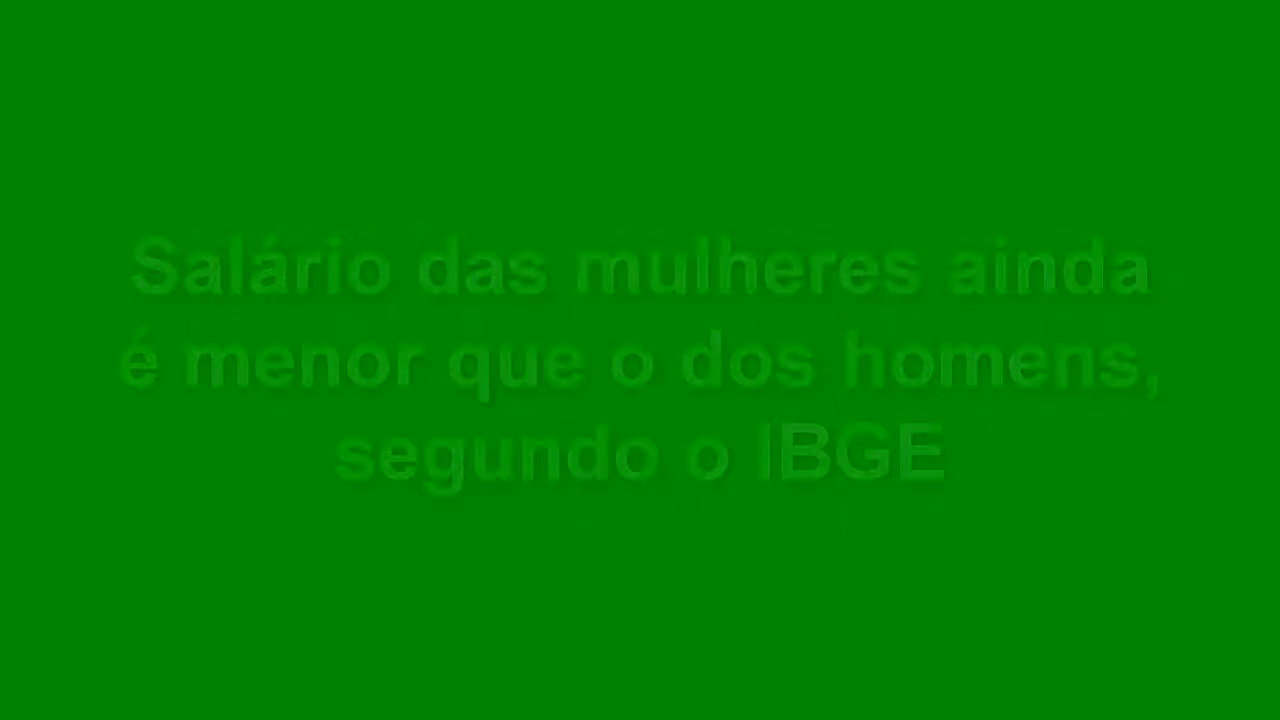 Salário das mulheres ainda
é menor que o dos homens,
segundo o IBGE